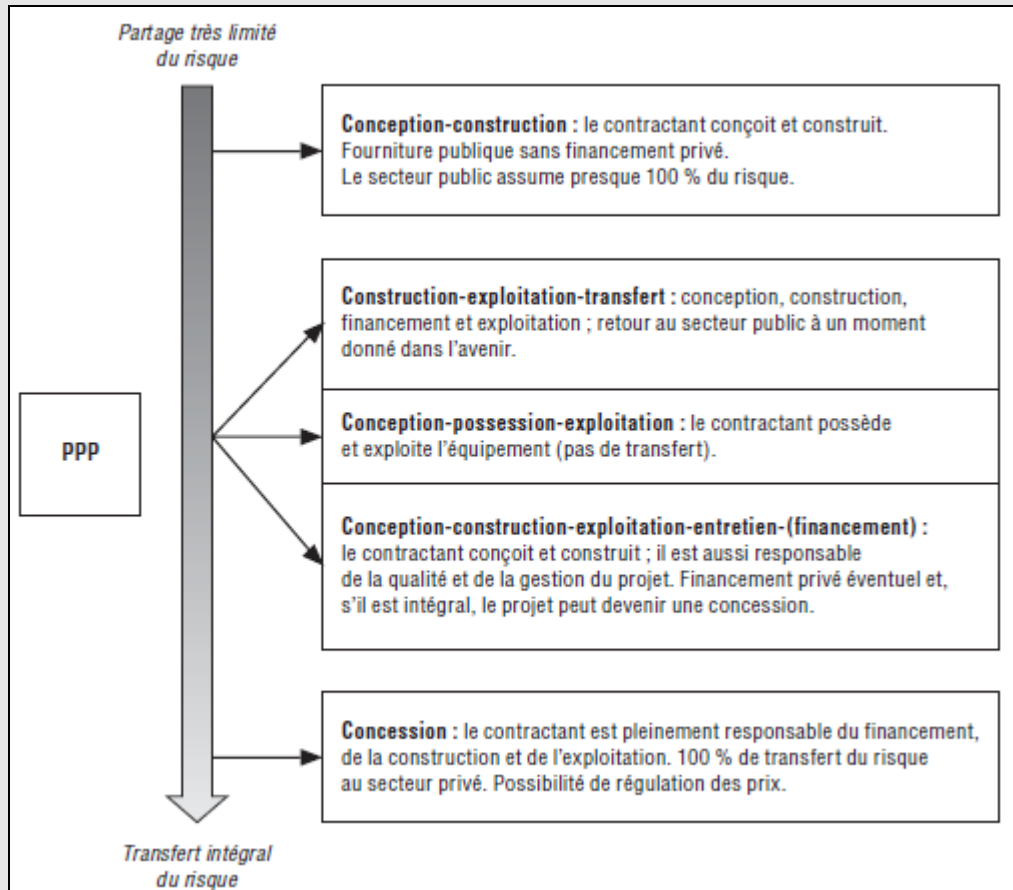 Partage très limité
du risque
Conception-construction : le contractant conçoit et construit.
Fourniture publique sans financement privé.
Le secteur public assume presque 100 % du risque.
Construction-exploitation-transfert : conception, construction,
financement et exploitation ; retour au secteur public à un moment
donné dans l'avenir.
PPP
Conception-possession-exploitation : le contractant possède
et exploite l'équipement (pas de transfert).
Conception-construction-exploitation-entretien-(financement) :
le contractant conçoit et construit ; il est aussi responsable
de la qualité et de la gestion du projet. Financement privé éventuel et,
s'il est intégral, le projet peut devenir une concession.
Concession : le contractant est pleinement responsable du financement,
de la construction et de l'exploitation. 100 % de transfert du risque
au secteur privé. Possibilité de régulation des prix.
Transfert intégral
du risque